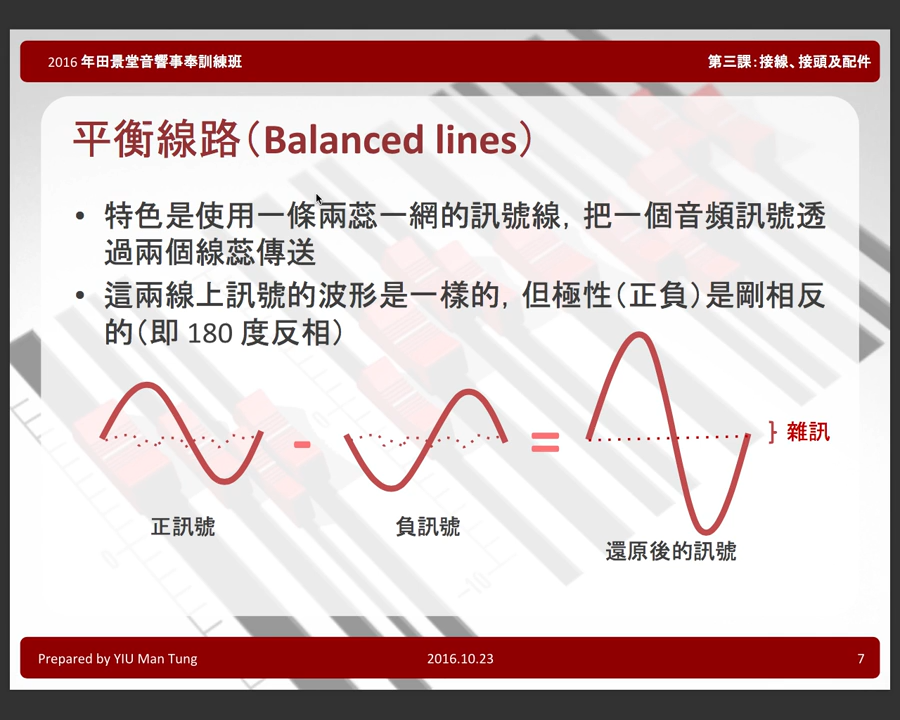 2016 年田景堂音響事奉訓練班
第三課：接線、接頭及配件
平衡線路（Balanced lines）
• 特色是使用一條兩蕊一網的訊號線，把一個音頻訊號透
過兩個線蕊傳送
• 這兩線上訊號的波形是一樣的，但極性（正負）是剛相反
的（即 180 度反相）
- 
=
} 雜訊
正訊號
負訊號
還原後的訊號
Prepared by YIU Man Tung
2016.10.23
7